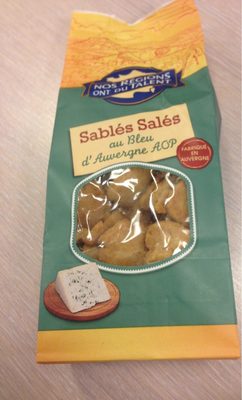 NOS RÉGIONS
ONT DU TALENT
Sablés Salés
au Bleu
d'Auvergne AOP
FABRIQUÉ
EN
AUVERGNE